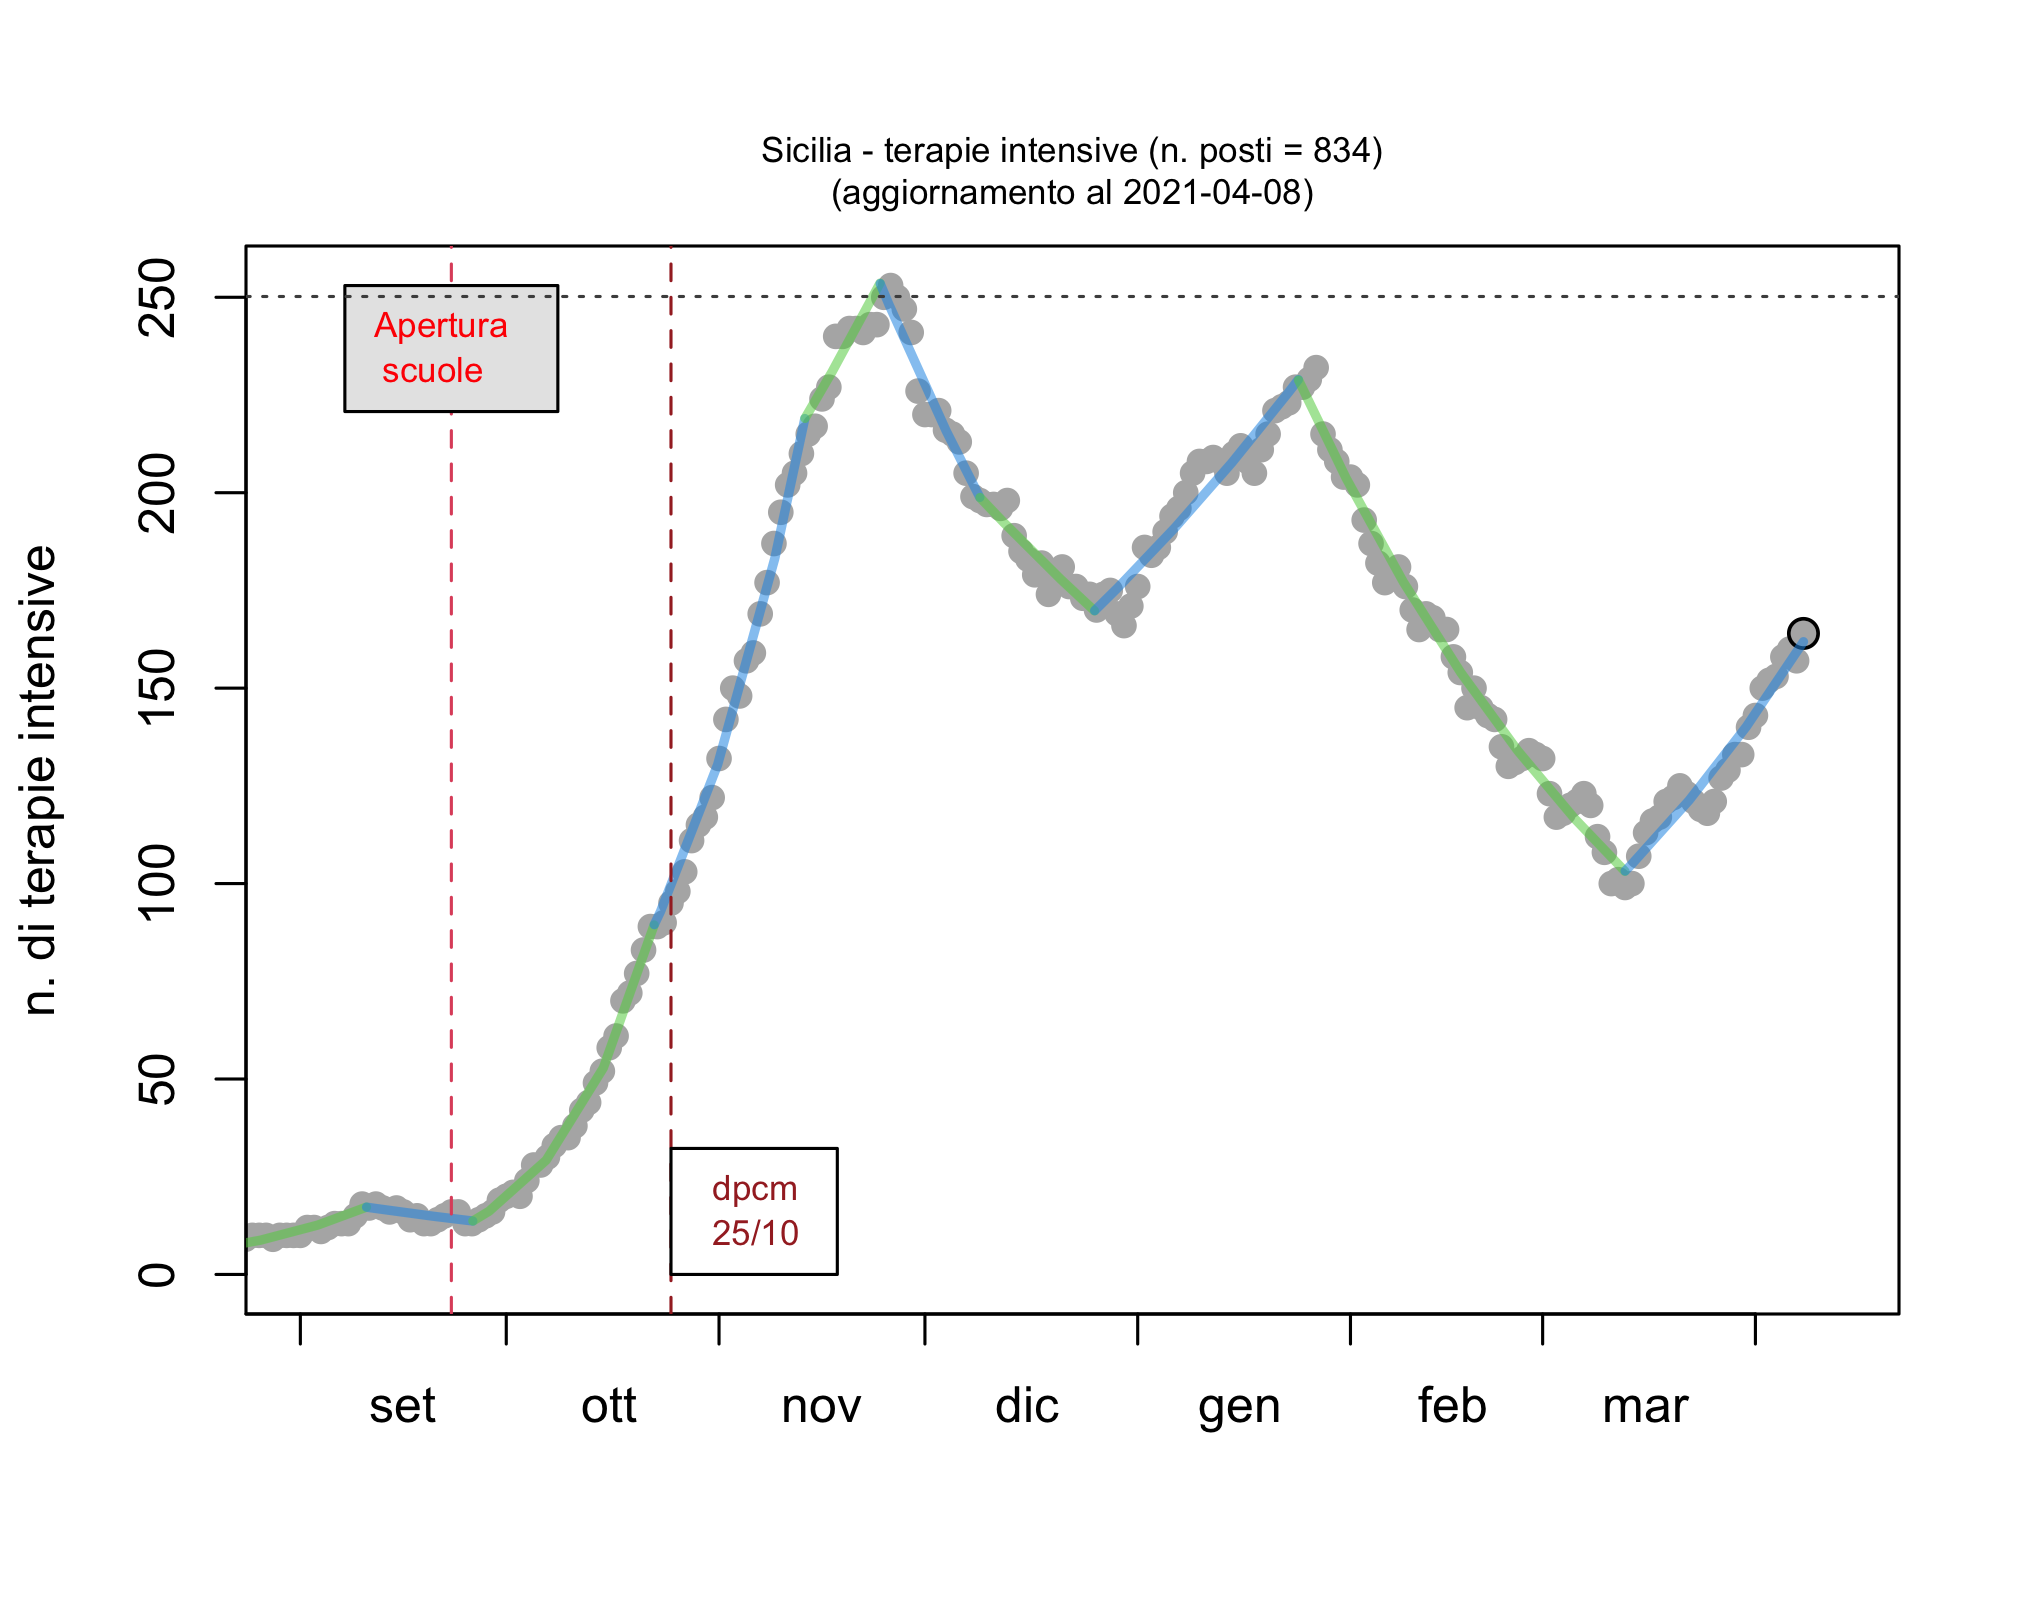 Sicilia - terapie intensive (n. posti = 834)
(aggiornamento al 2021-04-08)
n. di terapie intensive
250
200
150
100
50
0
Apertura
scuole
dpcm
25/10
set
ott
nov
dic
gen
feb
mar